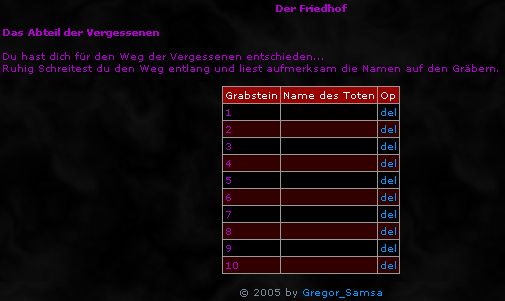 Der Friedhof
Das Abteil der Vergessenen
Du hast dich für den Weg der Vergessenen entschieden...
Ruhig Schreitest du den Weg entlang und liest aufmerksam die Namen auf den Gräbern.
Grabstein Name des Toten Op
1 del
2 del
3 del
4 del
5 del
6 del
7 del
8 del
9 del
10 del
© 2005 by Gregor_Samsa